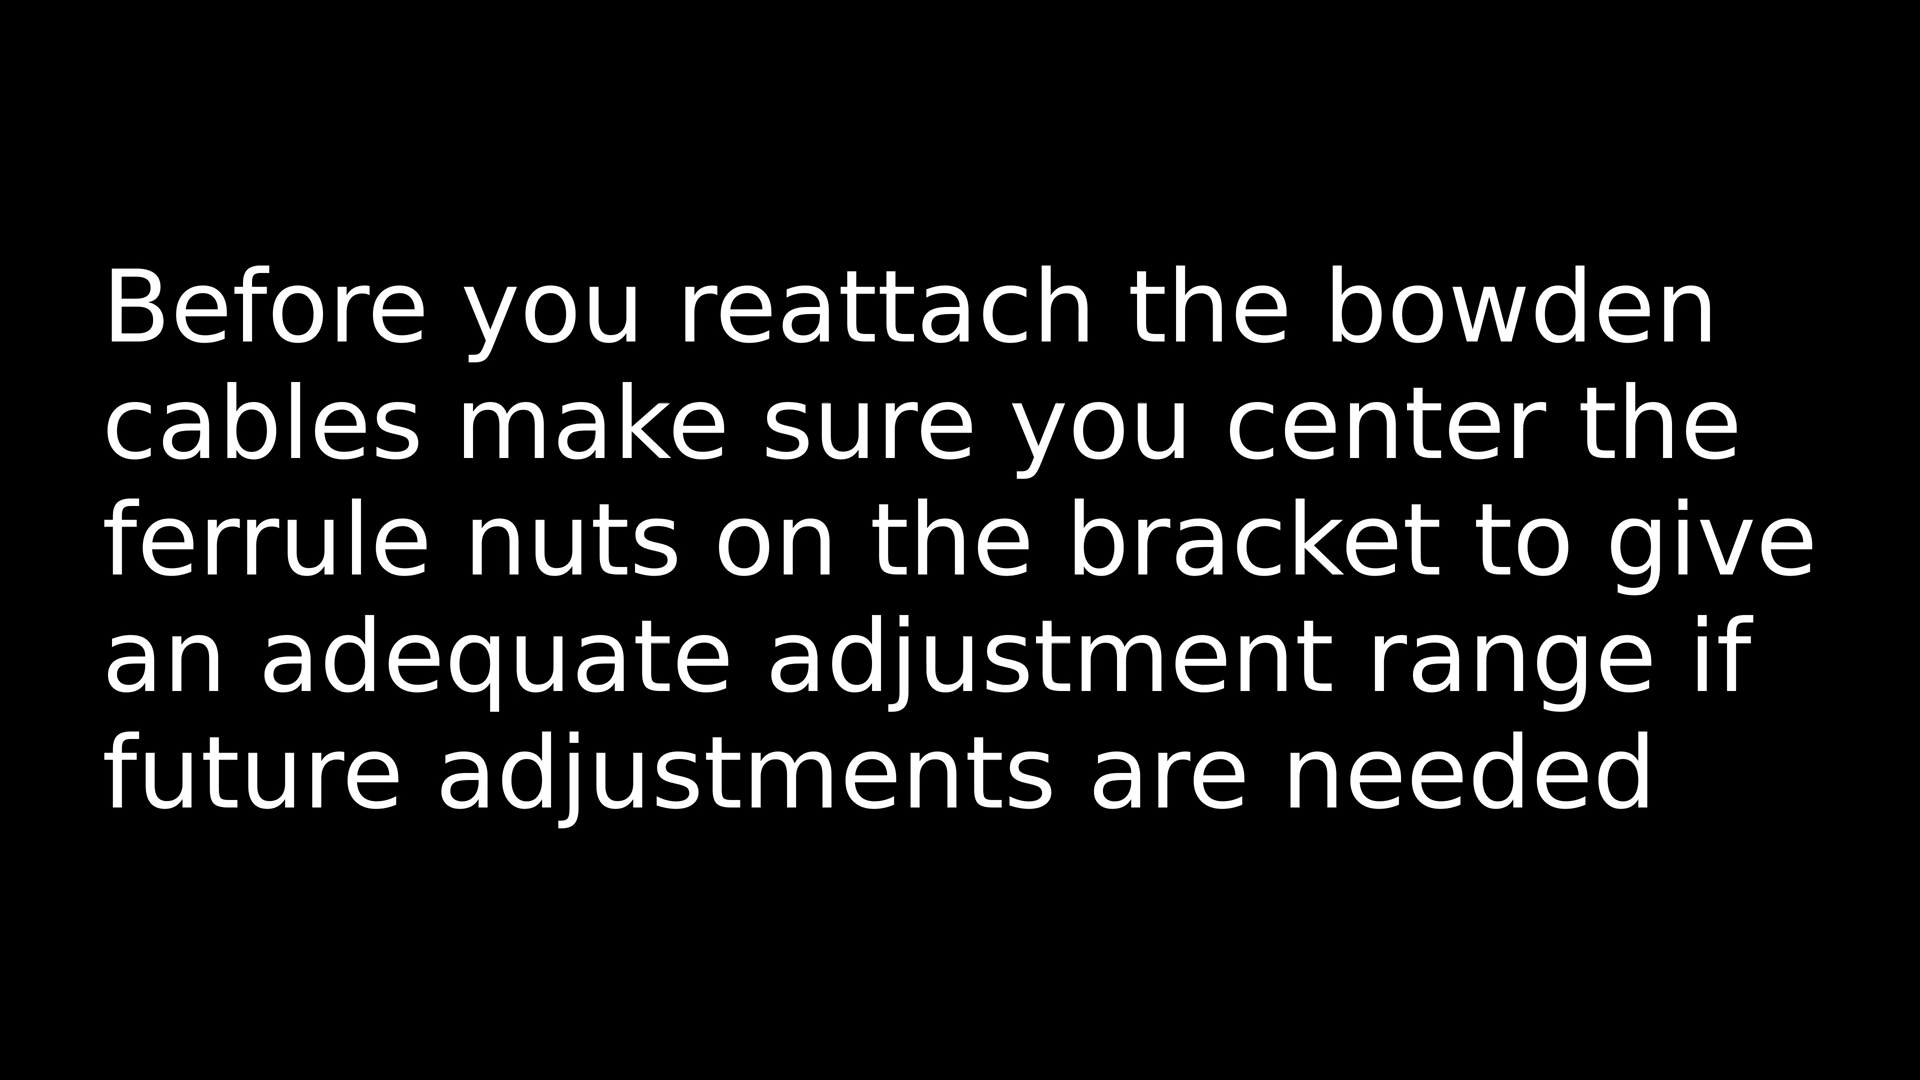 Before you reattach the bowden
cables make sure you center the
ferrule nuts on the bracket to give
an adequate adjustment range if
future adjustments are needed